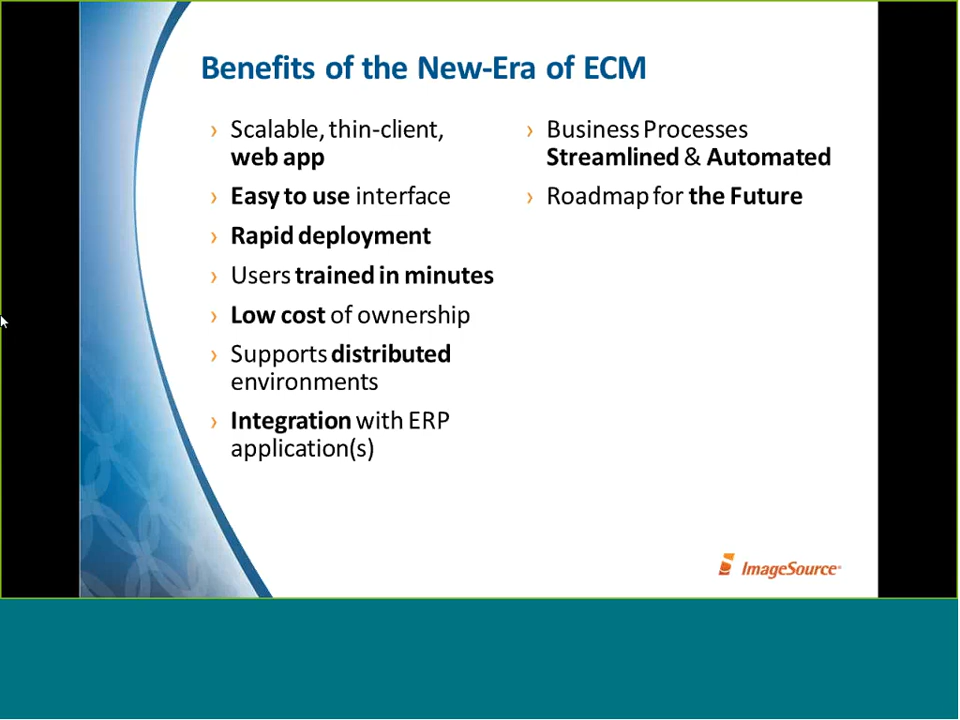 Benefits of the New-Era of ECM
› Scalable, thin-client,
web app
› Easy to use interface
› Rapid deployment
› Users trained in minutes
› Low cost of ownership
› Supports distributed
environments
› Integration with ERP
application(s)
› Business Processes
Streamlined & Automated
› Roadmap for the Future
ImageSource